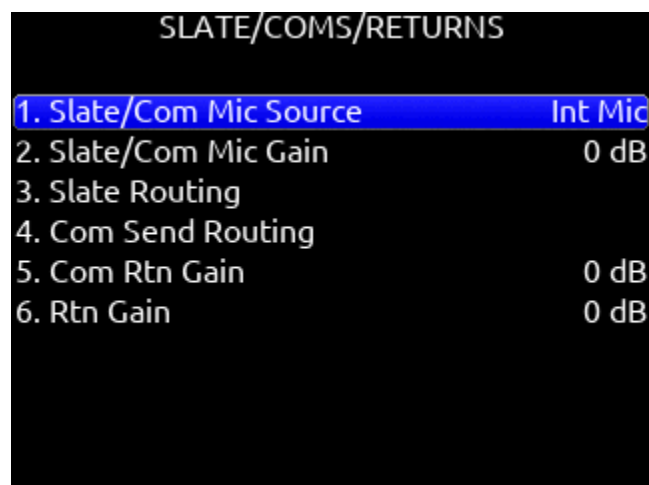 SLATE/COMS/RETURNS
1. Slate/Com Mic Source Int Mic
2. Slate/Com Mic Gain 0 dB
3. Slate Routing
4. Com Send Routing
5. Com Rtn Gain 0 dB
6. Rtn Gain 0 dB